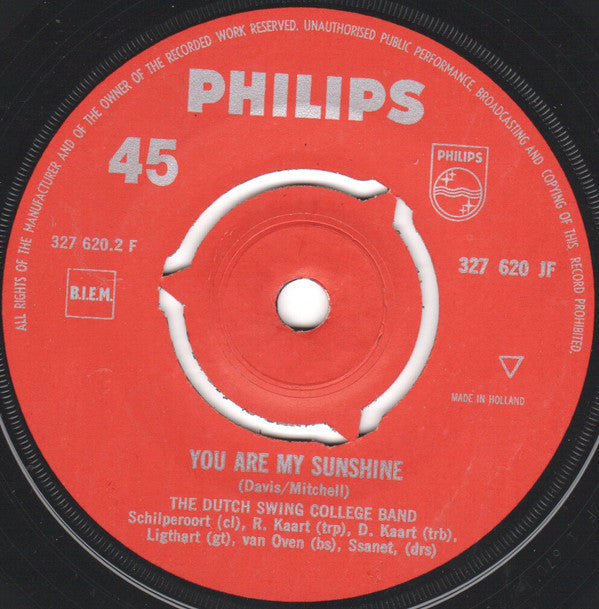 ALL RIGHTS OF THE MANUFACTURER AND OF THE OWNER OF THE RECORDED WORK RESERVED. UNAUTHORISED PUBLIC PERFORMANCE, BROADCASTING AND COPYING OF THIS RECORD PROHIBITED.
PHILIPS
45
PHILIPS
327 620.2 F
327 620 JF
B.I.E.M.
MADE IN HOLLAND
YOU ARE MY SUNSHINE
(Davis/Mitchell)
THE DUTCH SWING COLLEGE BAND
Schilperoort (cl), R. Kaart (trp), D. Kaart (trb),
Ligthart (gt), van Oven (bs), Ssanet, (drs)